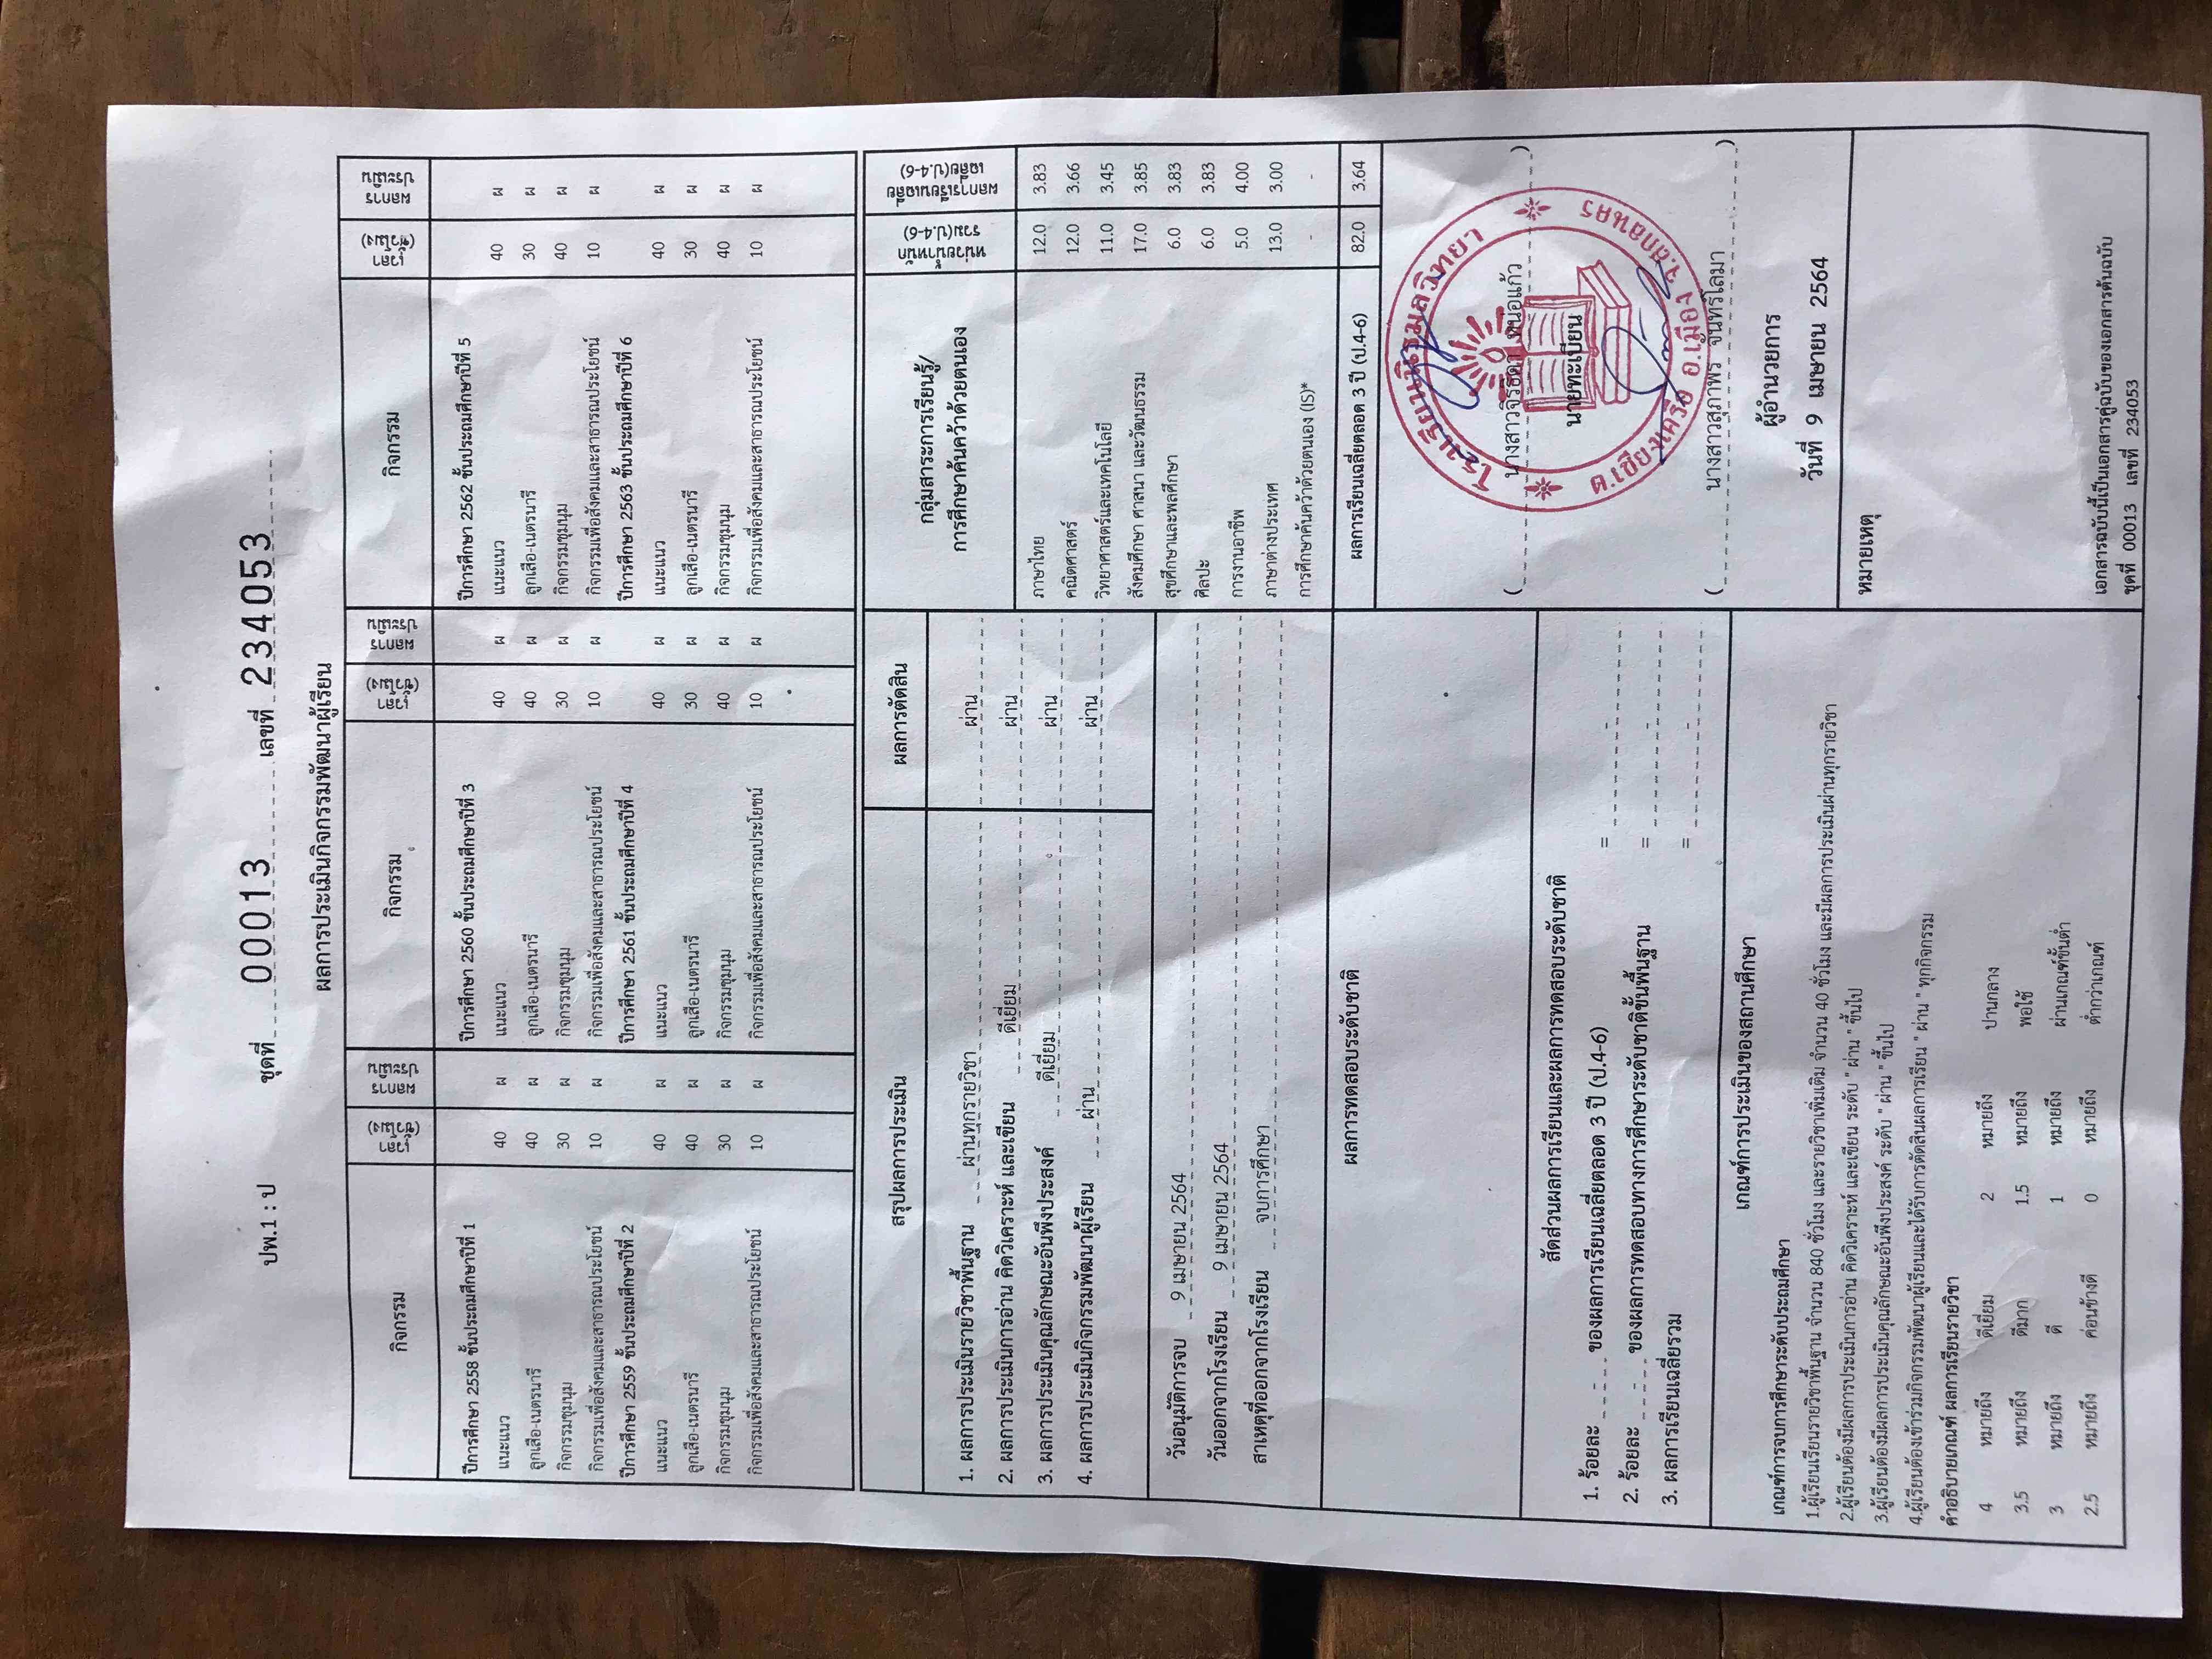 ปพ.1 : ป ชุดที่ 00013 เลขที่ 234053
ผลการประเมินกิจกรรมพัฒนาผู้เรียน
กิจกรรม เวลา (ชั่วโมง) ผลการประเมิน กิจกรรม เวลา (ชั่วโมง) ผลการประเมิน กิจกรรม เวลา (ชั่วโมง) ผลการประเมิน
ปีการศึกษา 2558 ชั้นประถมศึกษาปีที่ 1 ปีการศึกษา 2560 ชั้นประถมศึกษาปีที่ 3 ปีการศึกษา 2562 ชั้นประถมศึกษาปีที่ 5
แนะแนว 40 ผ แนะแนว 40 ผ แนะแนว 40 ผ
ลูกเสือ-เนตรนารี 40 ผ ลูกเสือ-เนตรนารี 40 ผ ลูกเสือ-เนตรนารี 30 ผ
กิจกรรมชุมนุม 30 ผ กิจกรรมชุมนุม 30 ผ กิจกรรมชุมนุม 40 ผ
กิจกรรมเพื่อสังคมและสาธารณประโยชน์ 10 ผ กิจกรรมเพื่อสังคมและสาธารณประโยชน์ 10 ผ กิจกรรมเพื่อสังคมและสาธารณประโยชน์ 10 ผ
ปีการศึกษา 2559 ชั้นประถมศึกษาปีที่ 2 ปีการศึกษา 2561 ชั้นประถมศึกษาปีที่ 4 ปีการศึกษา 2563 ชั้นประถมศึกษาปีที่ 6
แนะแนว 40 ผ แนะแนว 40 ผ แนะแนว 40 ผ
ลูกเสือ-เนตรนารี 40 ผ ลูกเสือ-เนตรนารี 30 ผ ลูกเสือ-เนตรนารี 30 ผ
กิจกรรมชุมนุม 30 ผ กิจกรรมชุมนุม 40 ผ กิจกรรมชุมนุม 40 ผ
กิจกรรมเพื่อสังคมและสาธารณประโยชน์ 10 ผ กิจกรรมเพื่อสังคมและสาธารณประโยชน์ 10 ผ กิจกรรมเพื่อสังคมและสาธารณประโยชน์ 10 ผ
สรุปผลการประเมิน ผลการตัดสิน
1. ผลการประเมินรายวิชาพื้นฐาน ผ่านทุกรายวิชา ผ่าน
2. ผลการประเมินการอ่าน คิดวิเคราะห์ และเขียน ดีเยี่ยม ผ่าน
3. ผลการประเมินคุณลักษณะอันพึงประสงค์ ดีเยี่ยม ผ่าน
4. ผลการประเมินกิจกรรมพัฒนาผู้เรียน ผ่าน ผ่าน
วันอนุมัติการจบ 9 เมษายน 2564
วันออกจากโรงเรียน 9 เมษายน 2564
สาเหตุที่ออกจากโรงเรียน จบการศึกษา
ผลการทดสอบระดับชาติ
สัดส่วนผลการเรียนและผลการทดสอบระดับชาติ
1. ร้อยละ - ของผลการเรียนเฉลี่ยตลอด 3 ปี (ป.4-6) = -
2. ร้อยละ - ของผลการทดสอบทางการศึกษาระดับชาติขั้นพื้นฐาน = -
3. ผลการเรียนเฉลี่ยรวม = -
เกณฑ์การประเมินของสถานศึกษา
เกณฑ์การจบการศึกษาระดับประถมศึกษา
1.ผู้เรียนเรียนรายวิชาพื้นฐาน จำนวน 840 ชั่วโมง และรายวิชาเพิ่มเติม จำนวน 40 ชั่วโมง และมีผลการประเมินผ่านทุกรายวิชา
2.ผู้เรียนต้องมีผลการประเมินการอ่าน คิดวิเคราะห์ และเขียน ระดับ " ผ่าน " ขึ้นไป
3.ผู้เรียนต้องมีผลการประเมินคุณลักษณะอันพึงประสงค์ ระดับ " ผ่าน " ขึ้นไป
4.ผู้เรียนต้องเข้าร่วมกิจกรรมพัฒนาผู้เรียนและได้รับการตัดสินผลการเรียน " ผ่าน " ทุกกิจกรรม
คำอธิบายเกณฑ์ ผลการเรียนรายวิชา
4 หมายถึง ดีเยี่ยม 2 หมายถึง ปานกลาง
3.5 หมายถึง ดีมาก 1.5 หมายถึง พอใช้
3 หมายถึง ดี 1 หมายถึง ผ่านเกณฑ์ขั้นต่ำ
2.5 หมายถึง ค่อนข้างดี 0 หมายถึง ต่ำกว่าเกณฑ์
กลุ่มสาระการเรียนรู้/
การศึกษาค้นคว้าด้วยตนเอง
หน่วยน้ำหนักรวม(ป.4-6) ผลการเรียนเฉลี่ย เฉลี่ย(ป.4-6)
ภาษาไทย 12.0 3.83
คณิตศาสตร์ 12.0 3.66
วิทยาศาสตร์และเทคโนโลยี 11.0 3.45
สังคมศึกษา ศาสนา และวัฒนธรรม 17.0 3.85
สุขศึกษาและพลศึกษา 6.0 3.83
ศิลปะ 6.0 3.83
การงานอาชีพ 5.0 4.00
ภาษาต่างประเทศ 13.0 3.00
การศึกษาค้นคว้าด้วยตนเอง (IS)* - -
ผลการเรียนเฉลี่ยตลอด 3 ปี (ป.4-6) 82.0 3.64
โรงเรียนนิรมลวิทยา
ต.เชียงเครือ อ.เมือง จ.สกลนคร
( นางสาวจิรธิดา หน่อแก้ว )
นายทะเบียน
( นางสาวสุภาพร จันทร์โลมา )
ผู้อำนวยการ
วันที่ 9 เมษายน 2564
หมายเหตุ
เอกสารฉบับนี้เป็นเอกสารคู่ฉบับของเอกสารต้นฉบับ
ชุดที่ 00013 เลขที่ 234053